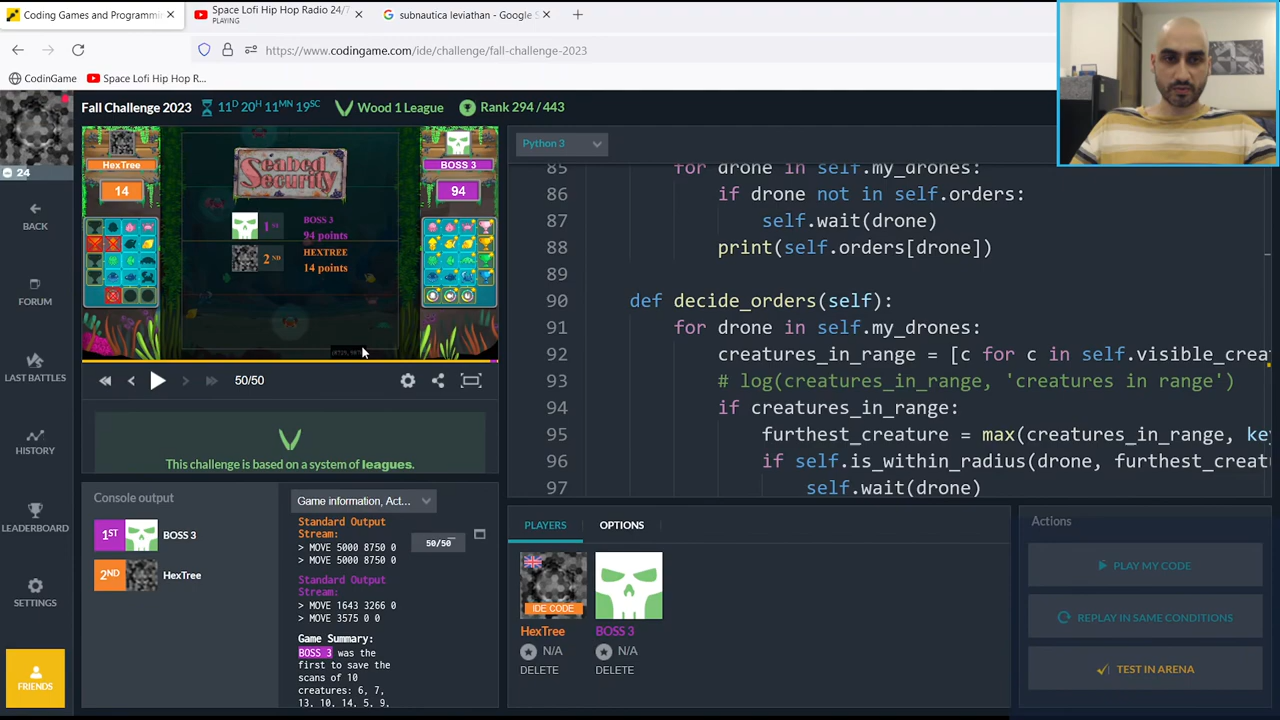 Coding Games and Programmi
Space Lofi Hip Hop Radio 24/7
PLAYING
subnautica leviathan - Google S
https://www.codingame.com/ide/challenge/fall-challenge-2023
CodinGame
Space Lofi Hip Hop R...
Fall Challenge 2023
11D 20H 11MN 19SC
Wood 1 League
Rank 294 / 443
24
BACK
FORUM
LAST BATTLES
HISTORY
LEADERBOARD
SETTINGS
FRIENDS
HexTree
14
Seabed
Security
1ST
BOSS 3
94 points
2ND
HEXTREE
14 points
BOSS 3
94
50/50
This challenge is based on a system of leagues.
Console output
1ST
BOSS 3
2ND
HexTree
Game information, Act...
Standard Output
Stream:
> MOVE 5000 8750 0
> MOVE 5000 8750 0
Standard Output
Stream:
> MOVE 1643 3266 0
> MOVE 3575 0 0
Game Summary:
BOSS 3 was the
first to save the
scans of 10
creatures: 6, 7,
13, 10, 14, 5, 9,
50/50
Python 3
85 for drone in self.my_drones:
86 if drone not in self.orders:
87 self.wait(drone)
88 print(self.orders[drone])
89
90 def decide_orders(self):
91 for drone in self.my_drones:
92 creatures_in_range = [c for c in self.visible_crea
93 # log(creatures_in_range, 'creatures in range')
94 if creatures_in_range:
95 furthest_creature = max(creatures_in_range, ke
96 if self.is_within_radius(drone, furthest_creat
97 self.wait(drone)
PLAYERS
OPTIONS
IDE CODE
HexTree
N/A
DELETE
BOSS 3
N/A
DELETE
Actions
PLAY MY CODE
REPLAY IN SAME CONDITIONS
TEST IN ARENA